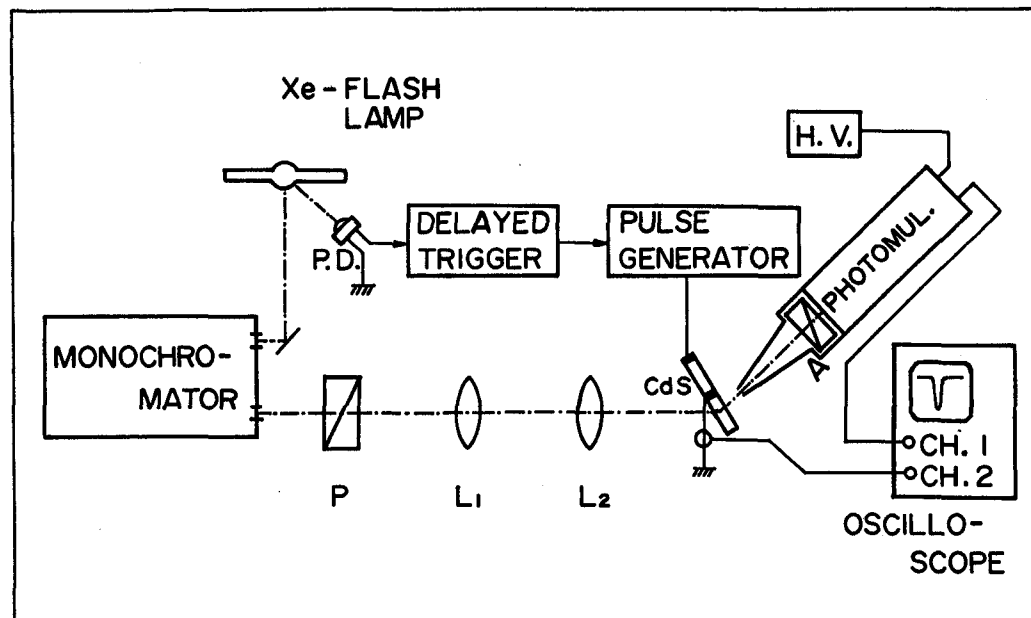 Xe-FLASH
LAMP
H. V.
PHOTOMUL.
P.D.
DELAYED
TRIGGER
PULSE
GENERATOR
MONOCHRO-
MATOR
CdS
A
P
L1
L2
CH. 1
CH. 2
OSCILLO-
SCOPE